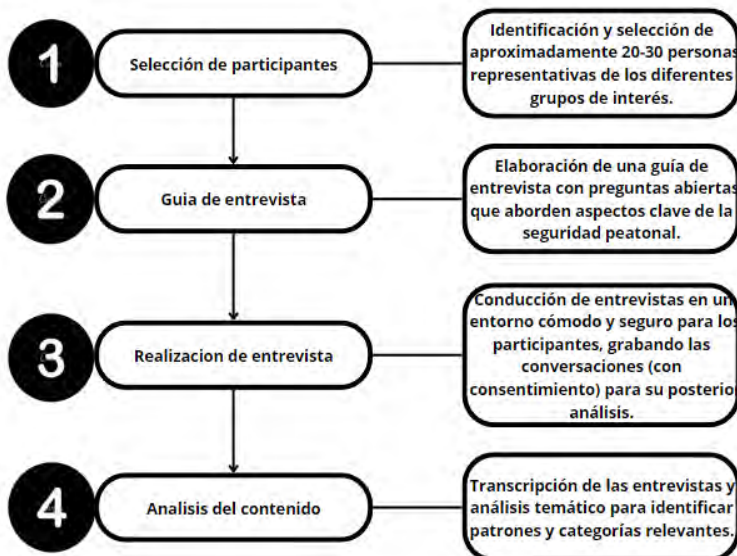 1
Selección de participantes
Identificación y selección de
aproximadamente 20-30 personas
representativas de los diferentes
grupos de interés.
2
Guia de entrevista
Elaboración de una guía de
entrevista con preguntas abiertas
que aborden aspectos clave de la
seguridad peatonal.
3
Realizacion de entrevista
Conducción de entrevistas en un
entorno cómodo y seguro para los
participantes, grabando las
conversaciones (con
consentimiento) para su posterior
análisis.
4
Analisis del contenido
Transcripción de las entrevistas y
análisis temático para identificar
patrones y categorías relevantes.